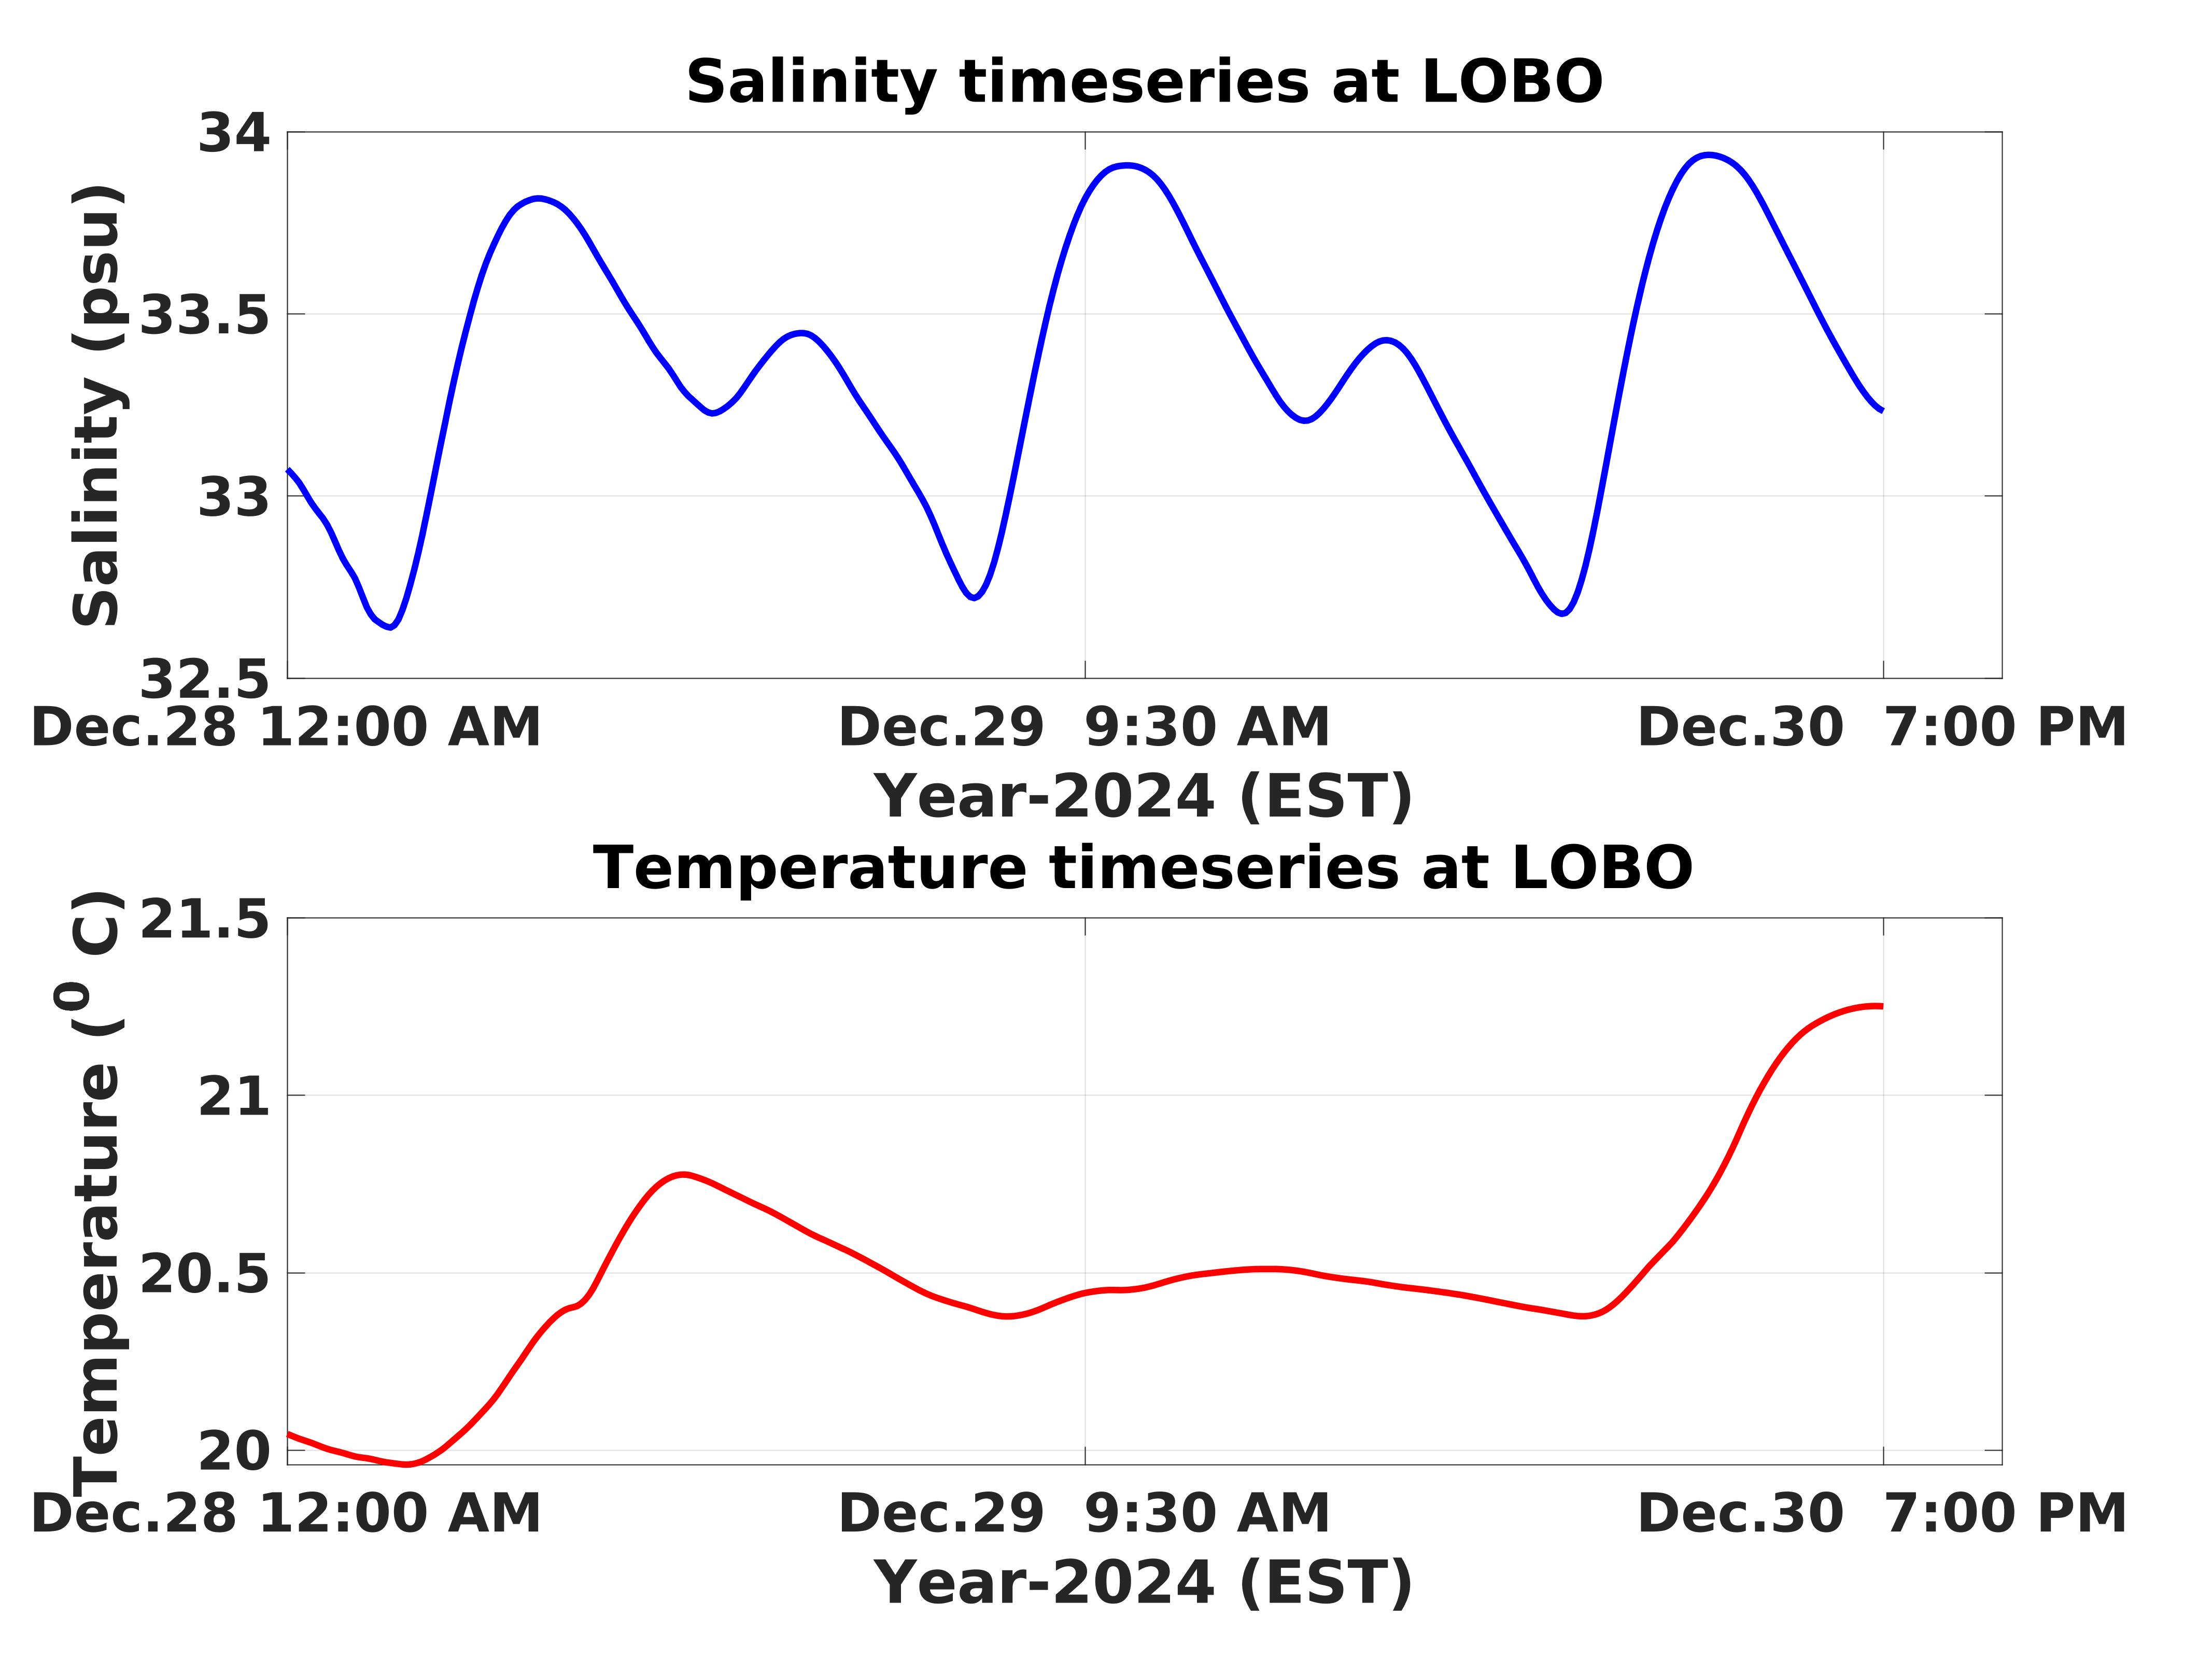 Salinity timeseries at LOBO
Salinity (psu)
34
33.5
33
32.5
Dec.28 12:00 AM Dec.29  9:30 AM Dec.30  7:00 PM
Year-2024 (EST)
Temperature timeseries at LOBO
Temperature (⁰ C)
21.5
21
20.5
20
Dec.28 12:00 AM Dec.29  9:30 AM Dec.30  7:00 PM
Year-2024 (EST)